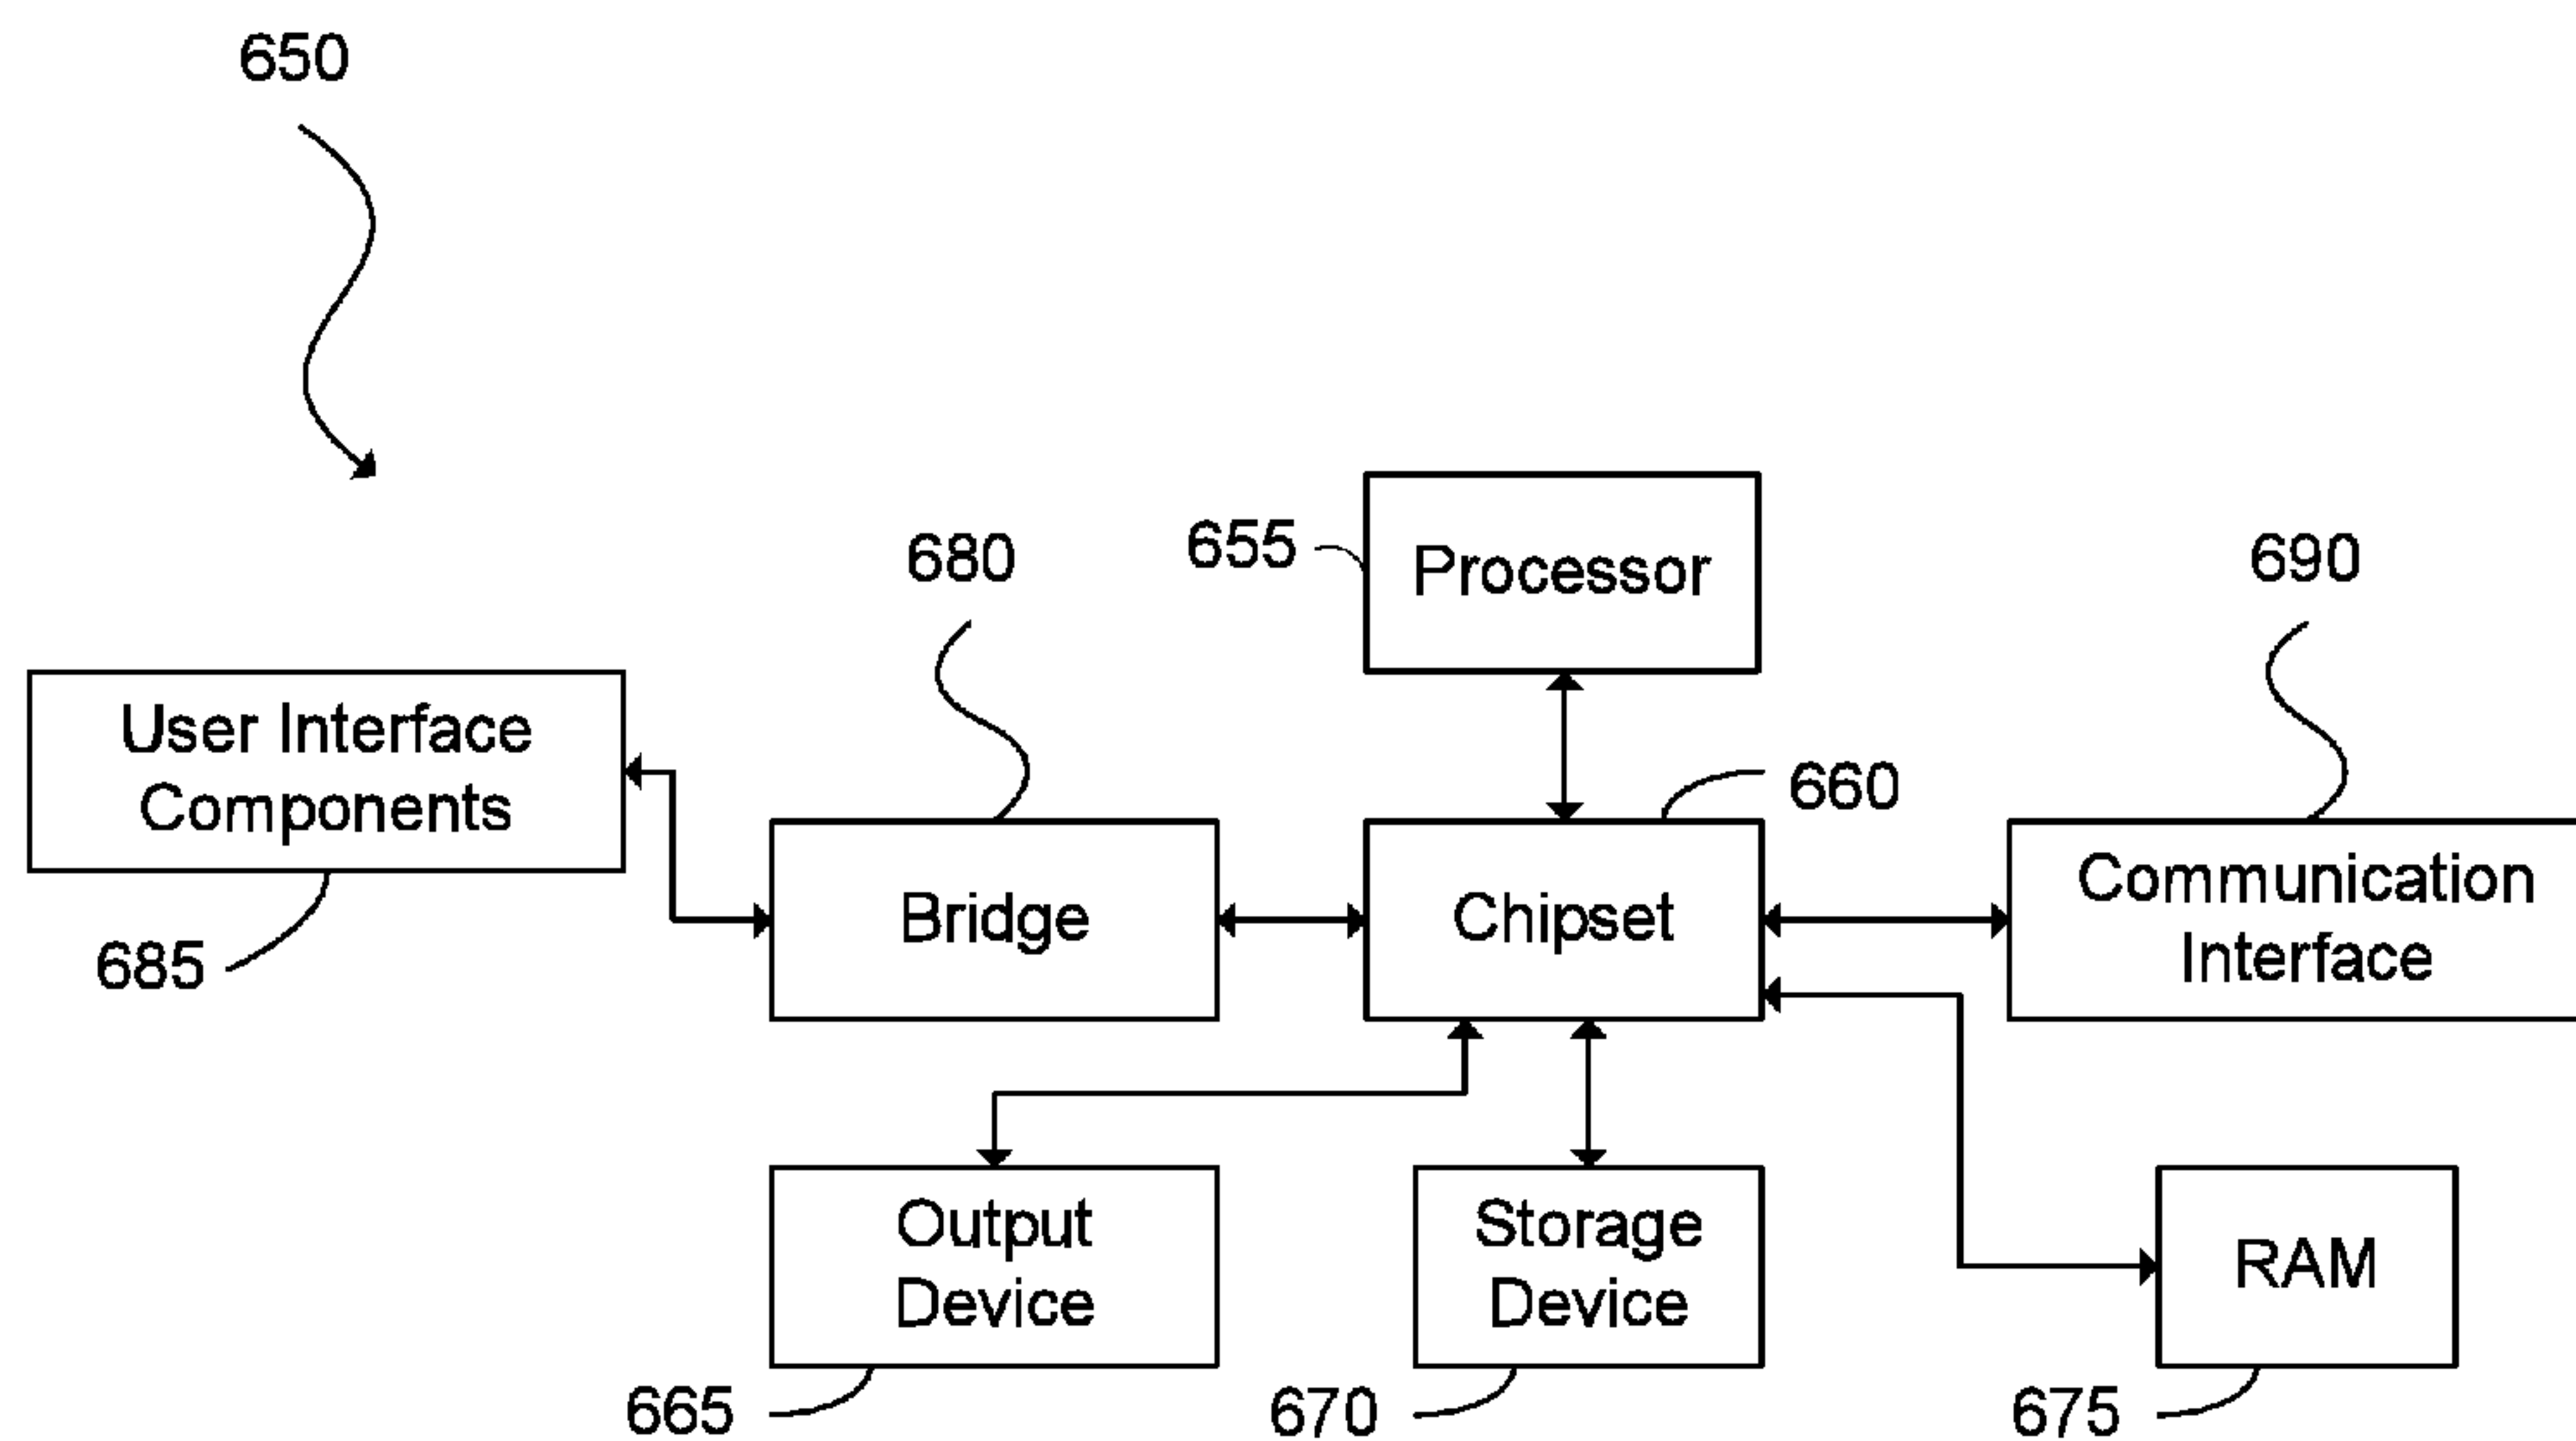 650
680
655
Processor
690
User Interface
Components
660
685
Bridge
Chipset
Communication
Interface
Output
Device
Storage
Device
RAM
665
670
675